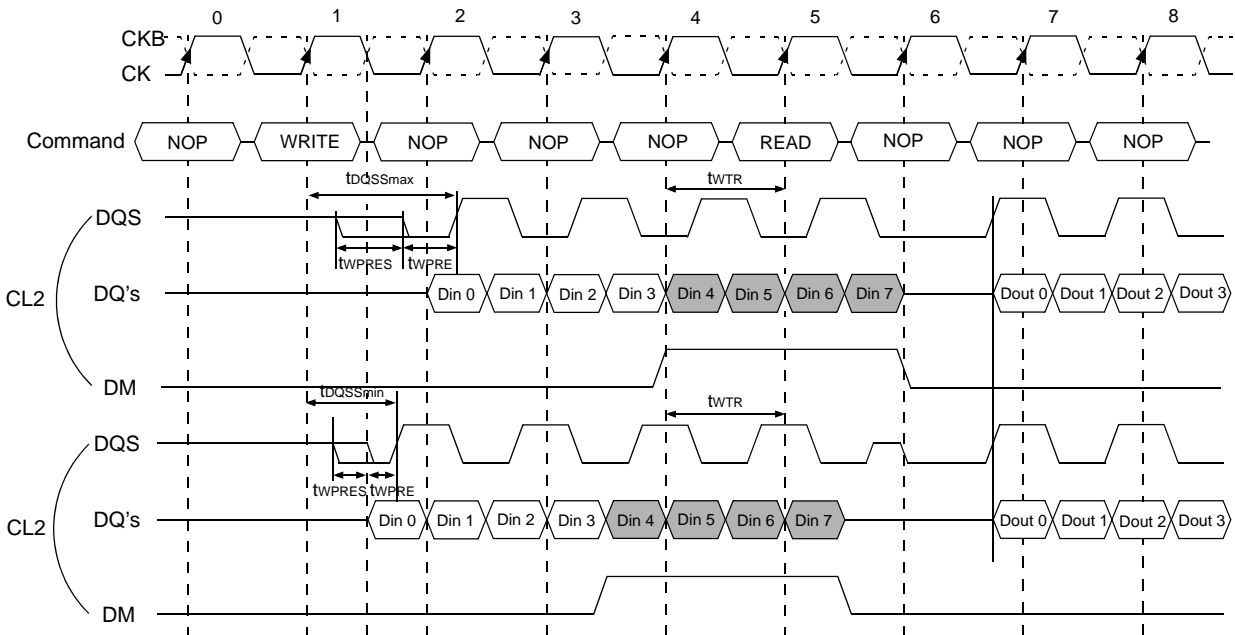 0 1 2 3 4 5 6 7 8
CKB
CK
Command NOP WRITE NOP NOP NOP READ NOP NOP NOP
tDQSSmax tWTR
DQS
tWPRES tWPRE
CL2 DQ's Din 0 Din 1 Din 2 Din 3 Din 4 Din 5 Din 6 Din 7 Dout 0 Dout 1 Dout 2 Dout 3
DM
tDQSSmin tWTR
DQS
tWPRES tWPRE
CL2 DQ's Din 0 Din 1 Din 2 Din 3 Din 4 Din 5 Din 6 Din 7 Dout 0 Dout 1 Dout 2 Dout 3
DM